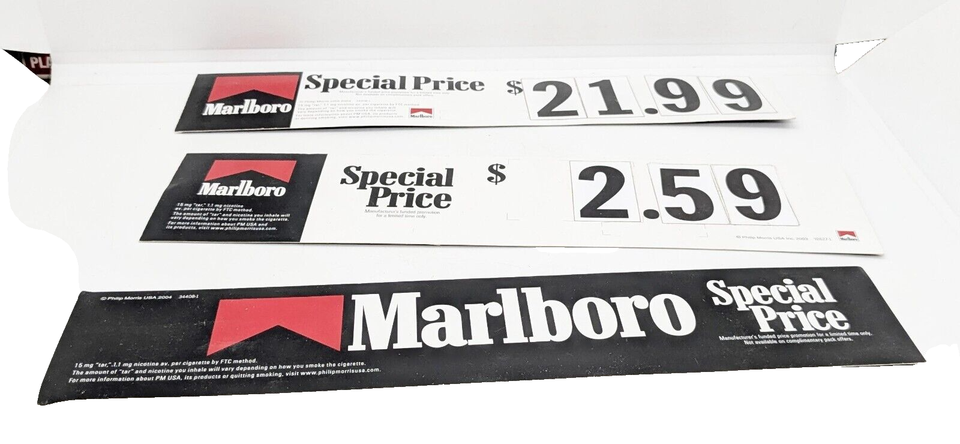 PLA
Special Price $ 21.99
Marlboro
Marlboro
Marlboro
Special
Price
$ 2.59
15 mg "tar," 1.1 mg nicotine
av. per cigarette by FTC method.
The amount of "tar" and nicotine you inhale will
vary depending on how you smoke the cigarette.
For more information about PM USA and
its products, visit www.philipmorrisusa.com.
Manufacturer's funded promotion
for a limited time only
Marlboro
© Philip Morris USA 2004 34408-1
Marlboro
Special
Price
Manufacturer's funded price promotion for a limited time only.
Not available on complimentary pack offers.
15 mg "tar," 1.1 mg nicotine av. per cigarette by FTC method.
The amount of "tar" and nicotine you inhale will vary depending on how you smoke the cigarette.
For more information about PM USA, its products or quitting smoking, visit www.philipmorrisusa.com.